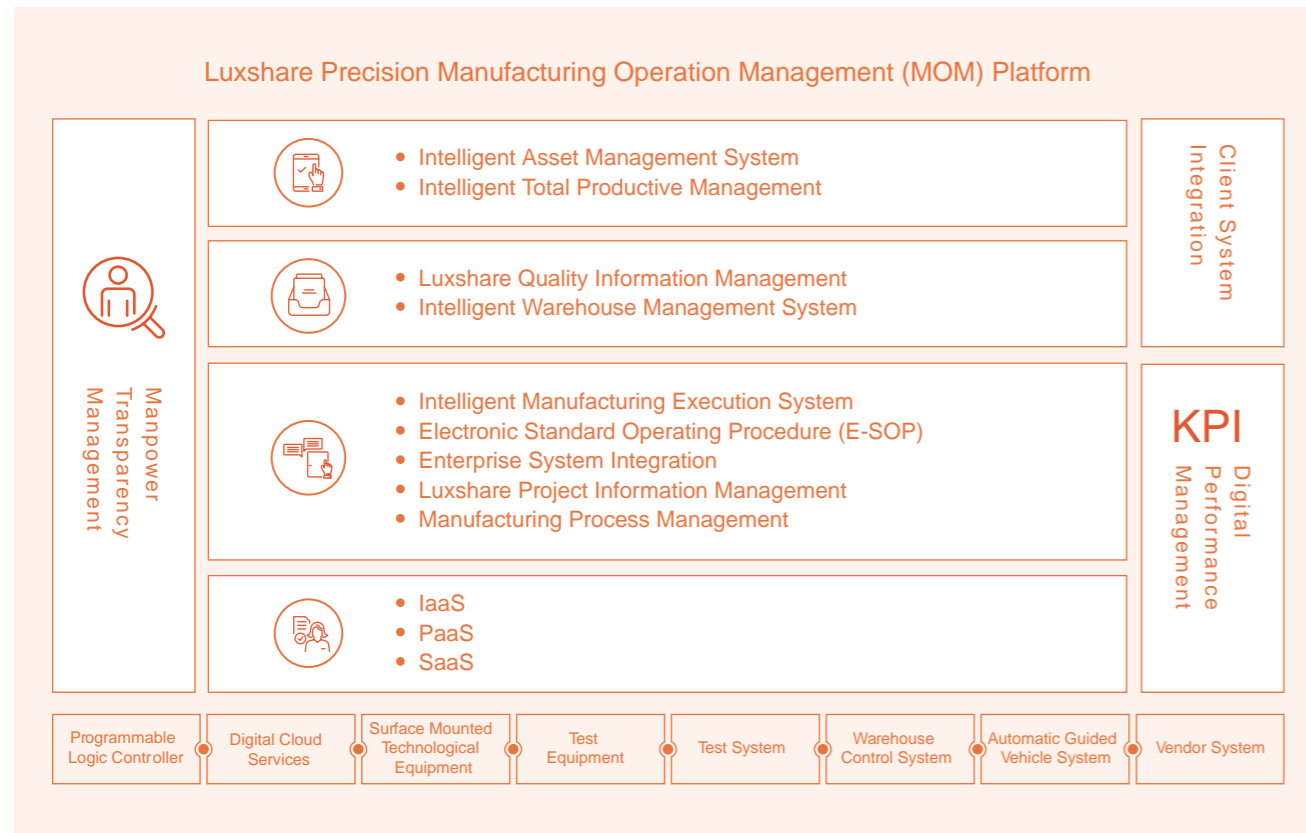 Luxshare Precision Manufacturing Operation Management (MOM) Platform
Manpower
Transparency
Management
Intelligent Asset Management System
Intelligent Total Productive Management
Luxshare Quality Information Management
Intelligent Warehouse Management System
Intelligent Manufacturing Execution System
Electronic Standard Operating Procedure (E-SOP)
Enterprise System Integration
Luxshare Project Information Management
Manufacturing Process Management
IaaS
PaaS
SaaS
Client System
Integration
KPI
Digital
Performance
Management
Programmable
Logic Controller
Digital Cloud
Services
Surface Mounted
Technological
Equipment
Test
Equipment
Test System
Warehouse
Control System
Automatic Guided
Vehicle System
Vendor System